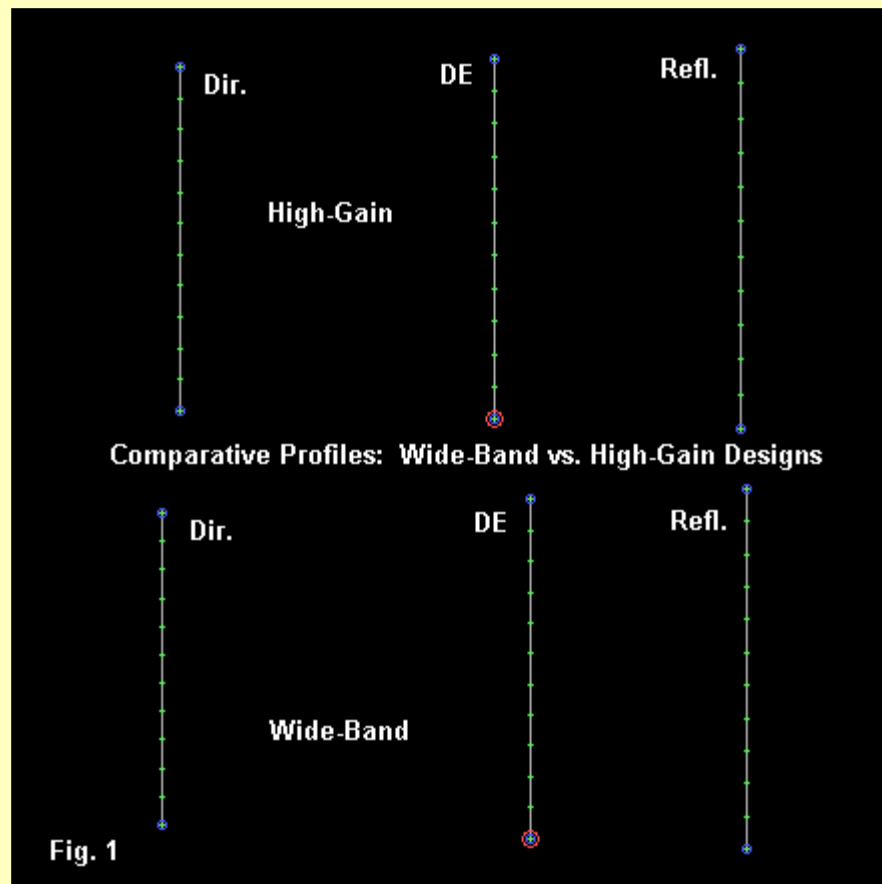 Dir.
DE
Refl.
High-Gain
Comparative Profiles: Wide-Band vs. High-Gain Designs
Dir.
DE
Refl.
Wide-Band
Fig. 1